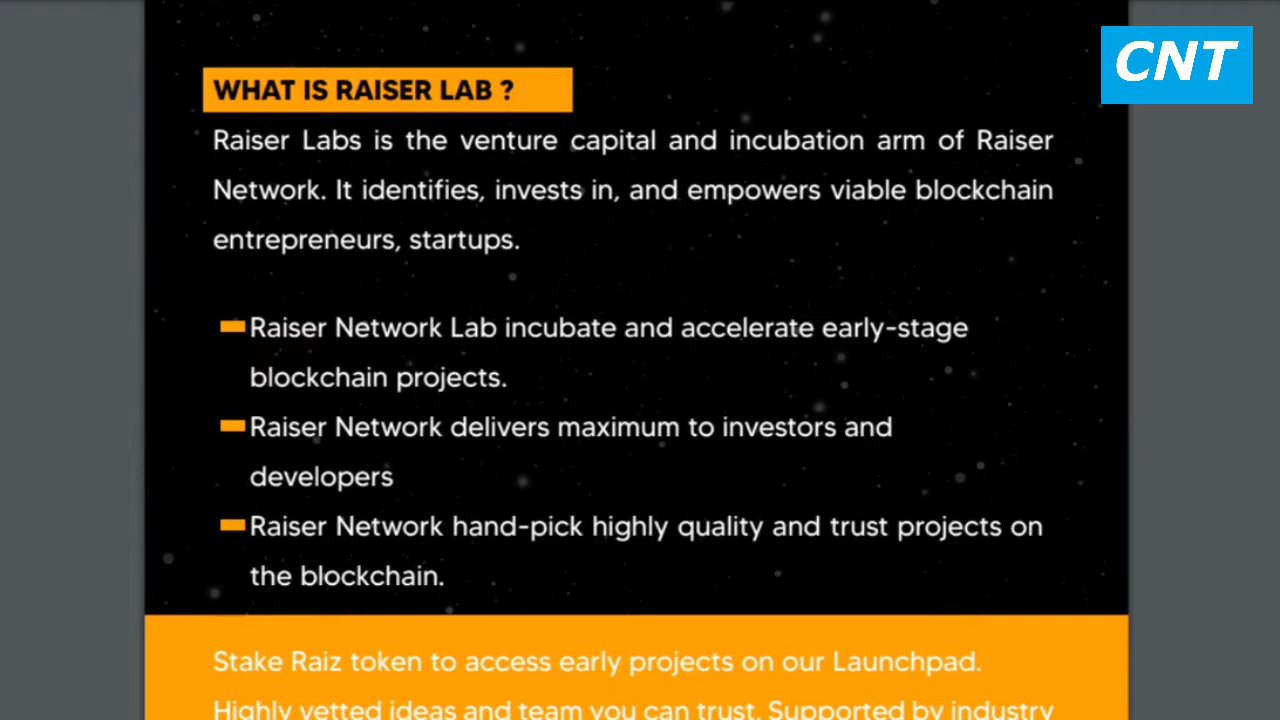 CNT
WHAT IS RAISER LAB ?
Raiser Labs is the venture capital and incubation arm of Raiser
Network. It identifies, invests in, and empowers viable blockchain
entrepreneurs, startups.
Raiser Network Lab incubate and accelerate early-stage
blockchain projects.
Raiser Network delivers maximum to investors and
developers
Raiser Network hand-pick highly quality and trust projects on
the blockchain.
Stake Raiz token to access early projects on our Launchpad.
Highly vetted ideas and team you can trust. Supported by industry